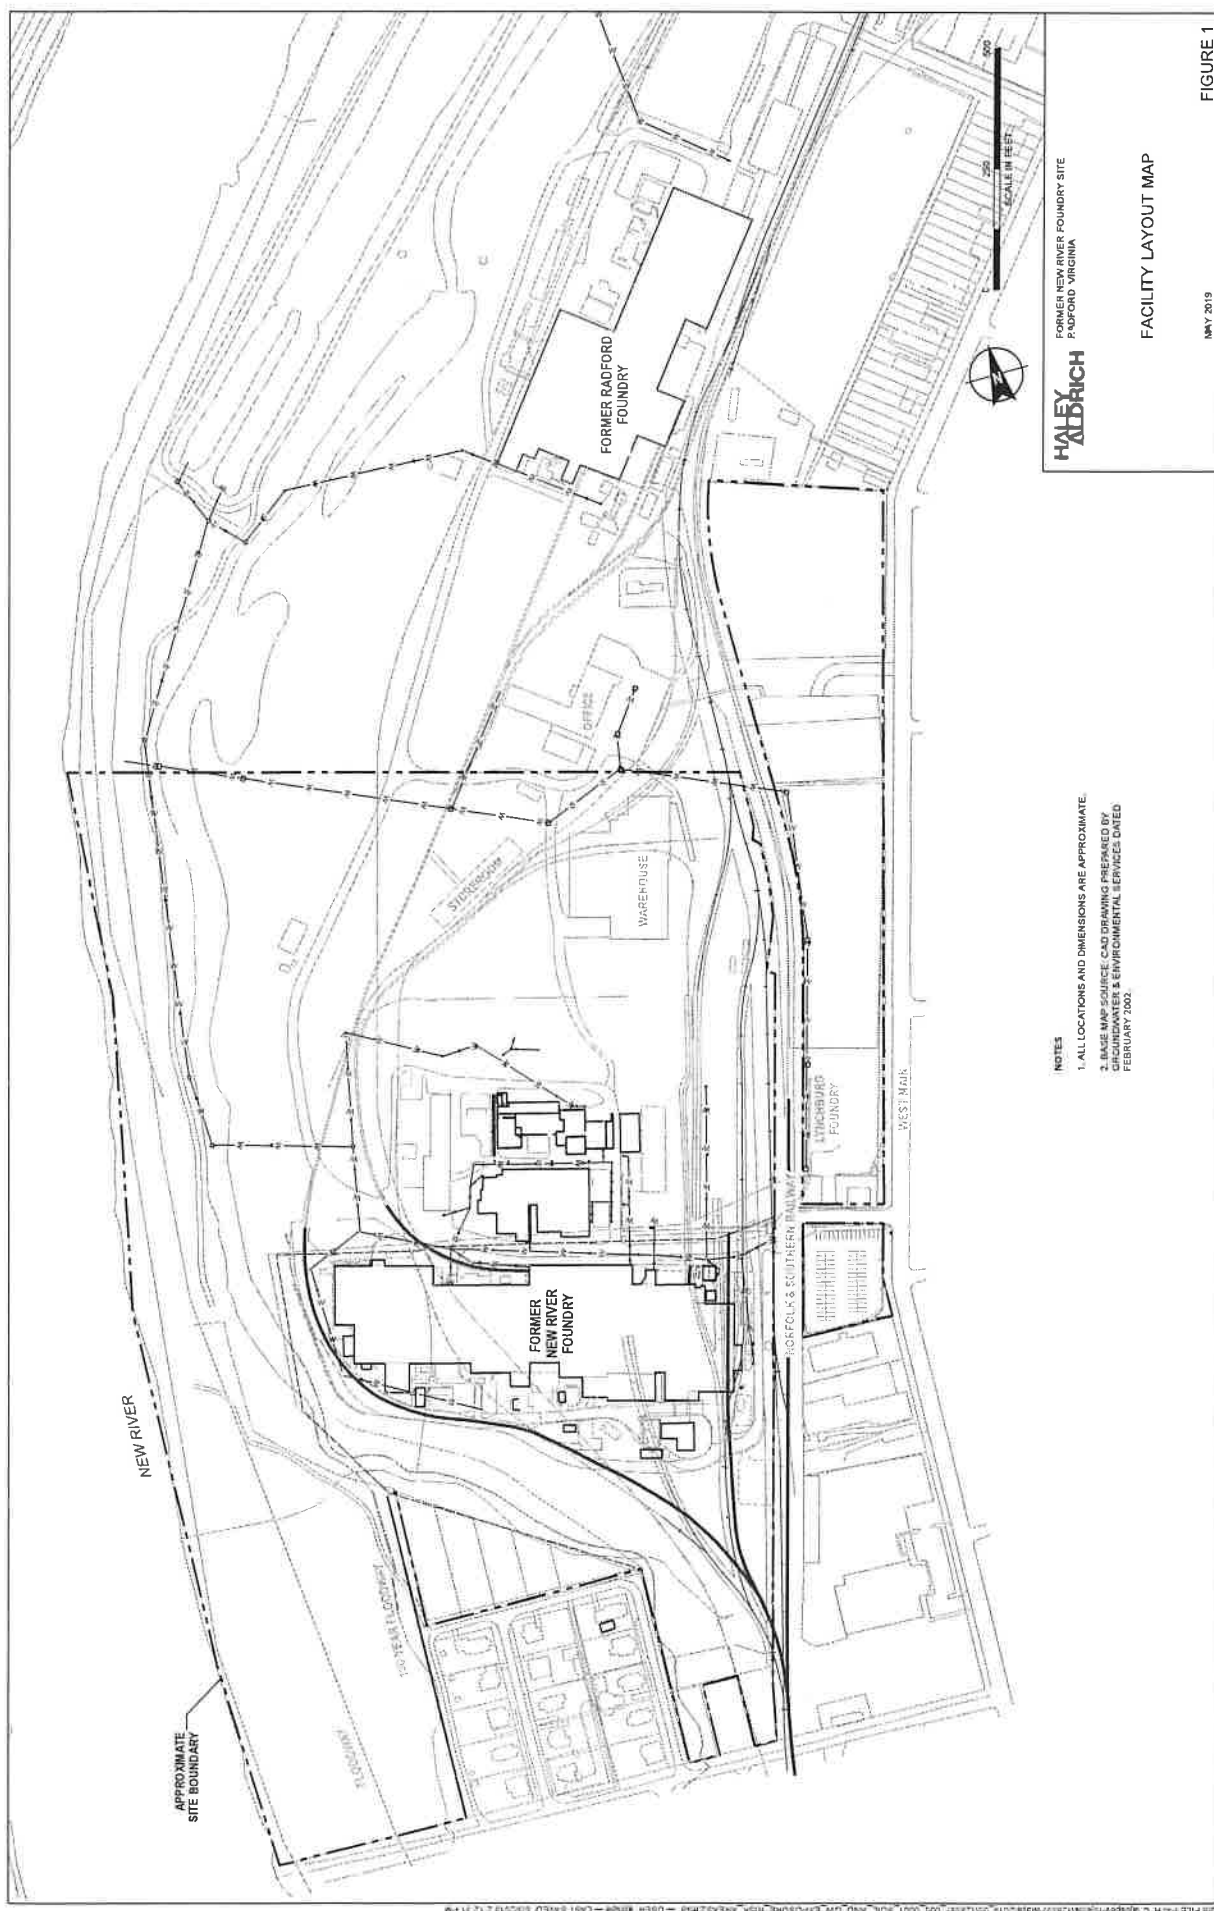 NEW RIVER
APPROXIMATE
SITE BOUNDARY
FLOODWAY
100 YEAR FLOODWAY
FORMER
NEW RIVER
FOUNDRY
STOREROOM
WAREHOUSE
OFFICE
FORMER RADFORD
FOUNDRY
NORFOLK & SOUTHERN RAILWAY
LYNCHBURG
FOUNDRY
WEST MAIN
NOTES
1. ALL LOCATIONS AND DIMENSIONS ARE APPROXIMATE.
2. BASE MAP SOURCE: CAD DRAWING PREPARED BY
GROUNDWATER & ENVIRONMENTAL SERVICES DATED
FEBRUARY 2002.
0 250 500
SCALE IN FEET
HALEY
ALDRICH
FORMER NEW RIVER FOUNDRY SITE
RADFORD VIRGINIA
FACILITY LAYOUT MAP
MAY 2019
FIGURE 1